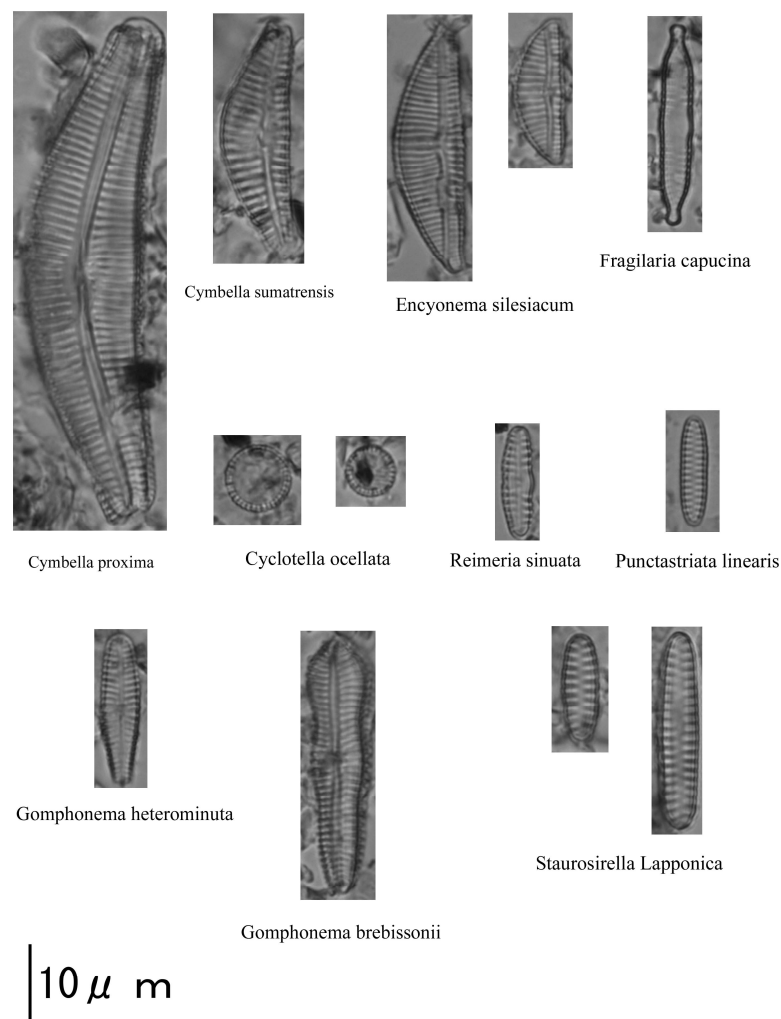 Cymbella sumatrensis
Encyonema silesiacum
Fragilaria capucina
Cymbella proxima
Cyclotella ocellata
Reimeria sinuata
Punctastriata linearis
Gomphonema heterominuta
Gomphonema brebissonii
Staurosirella Lapponica
10 μ m